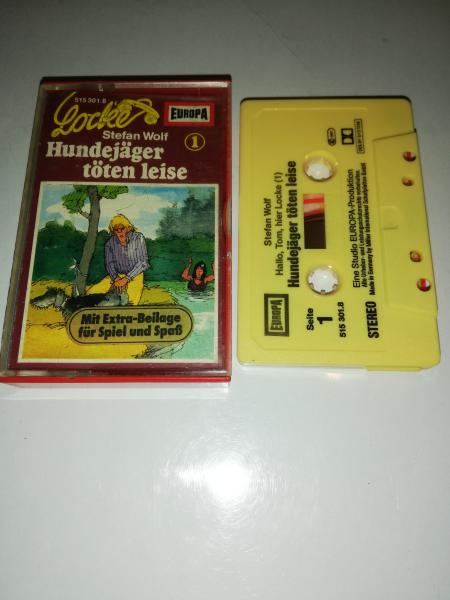 515 301.8
Locke
EUROPA
Stefan Wolf
1
Hundejäger
töten leise
Mit Extra-Beilage
für Spiel und Spaß
Stefan Wolf
Hallo, Tom, hier Locke (1)
Hundejäger töten leise
EUROPA
Seite
1
515 301.8
STEREO
Eine Studio EUROPA-Produktion